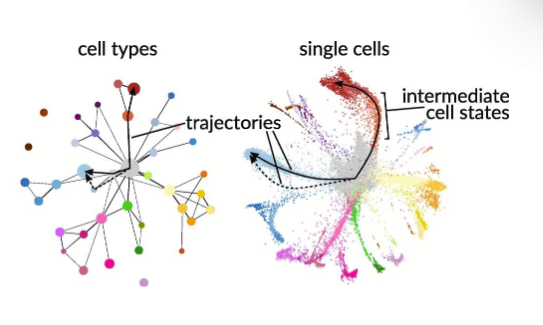 cell types
single cells
trajectories
intermediate
cell states